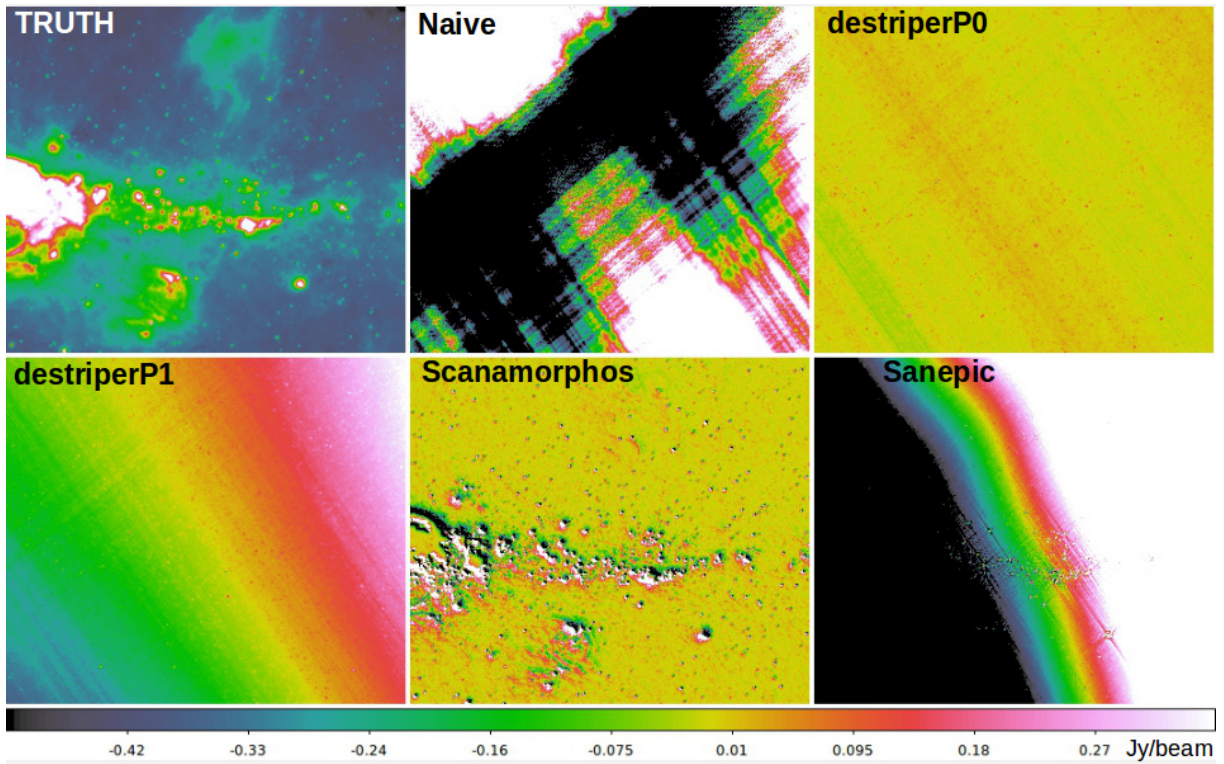 TRUTH
Naive
destriperP0
destriperP1
Scanamorphos
Sanepic
-0.42 -0.33 -0.24 -0.16 -0.075 0.01 0.095 0.18 0.27 Jy/beam